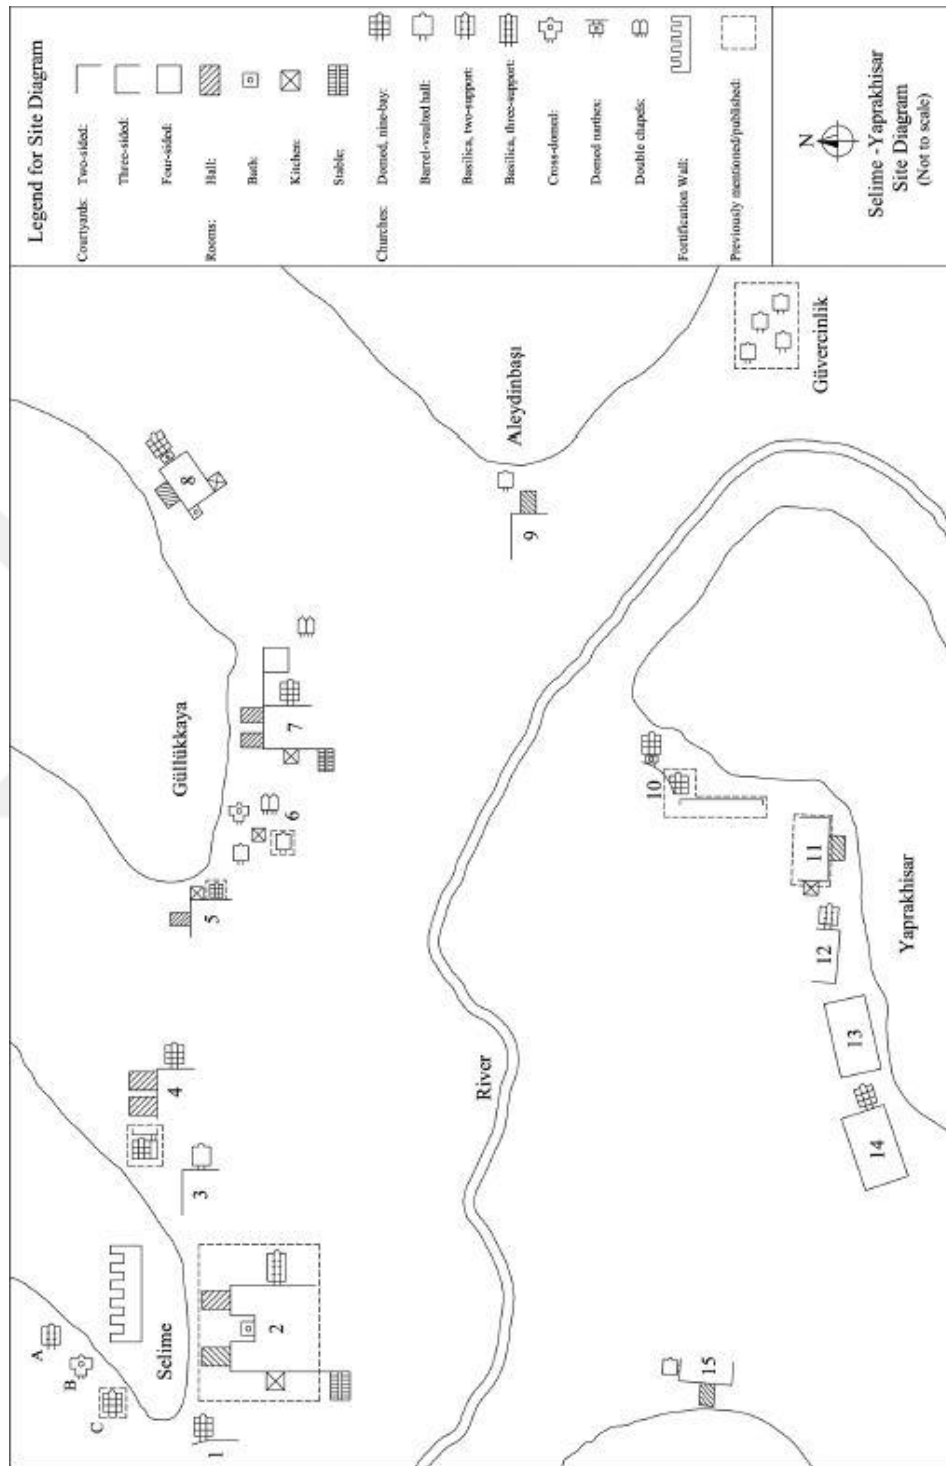 Legend for Site Diagram
Courtyards: Two-sided:
Three-sided:
Four-sided:
Rooms: Hall:
Bath:
Kitchen:
Stable:
Churches: Domed, nine-bay:
Barrel-vaulted hall:
Basilica, two-support:
Basilica, three-support:
Cross-domed:
Domed narthex:
Double chapels:
Fortification Wall:
Previously mentioned/published:
N
Selime -Yaprakhisar
Site Diagram
(Not to scale)
A
B
C
Selime
1
2
3
4
5
6
7
8
Güllükkaya
9
Aleydinbaşı
Güvercinlik
River
10
11
12
13
14
15
Yaprakhisar